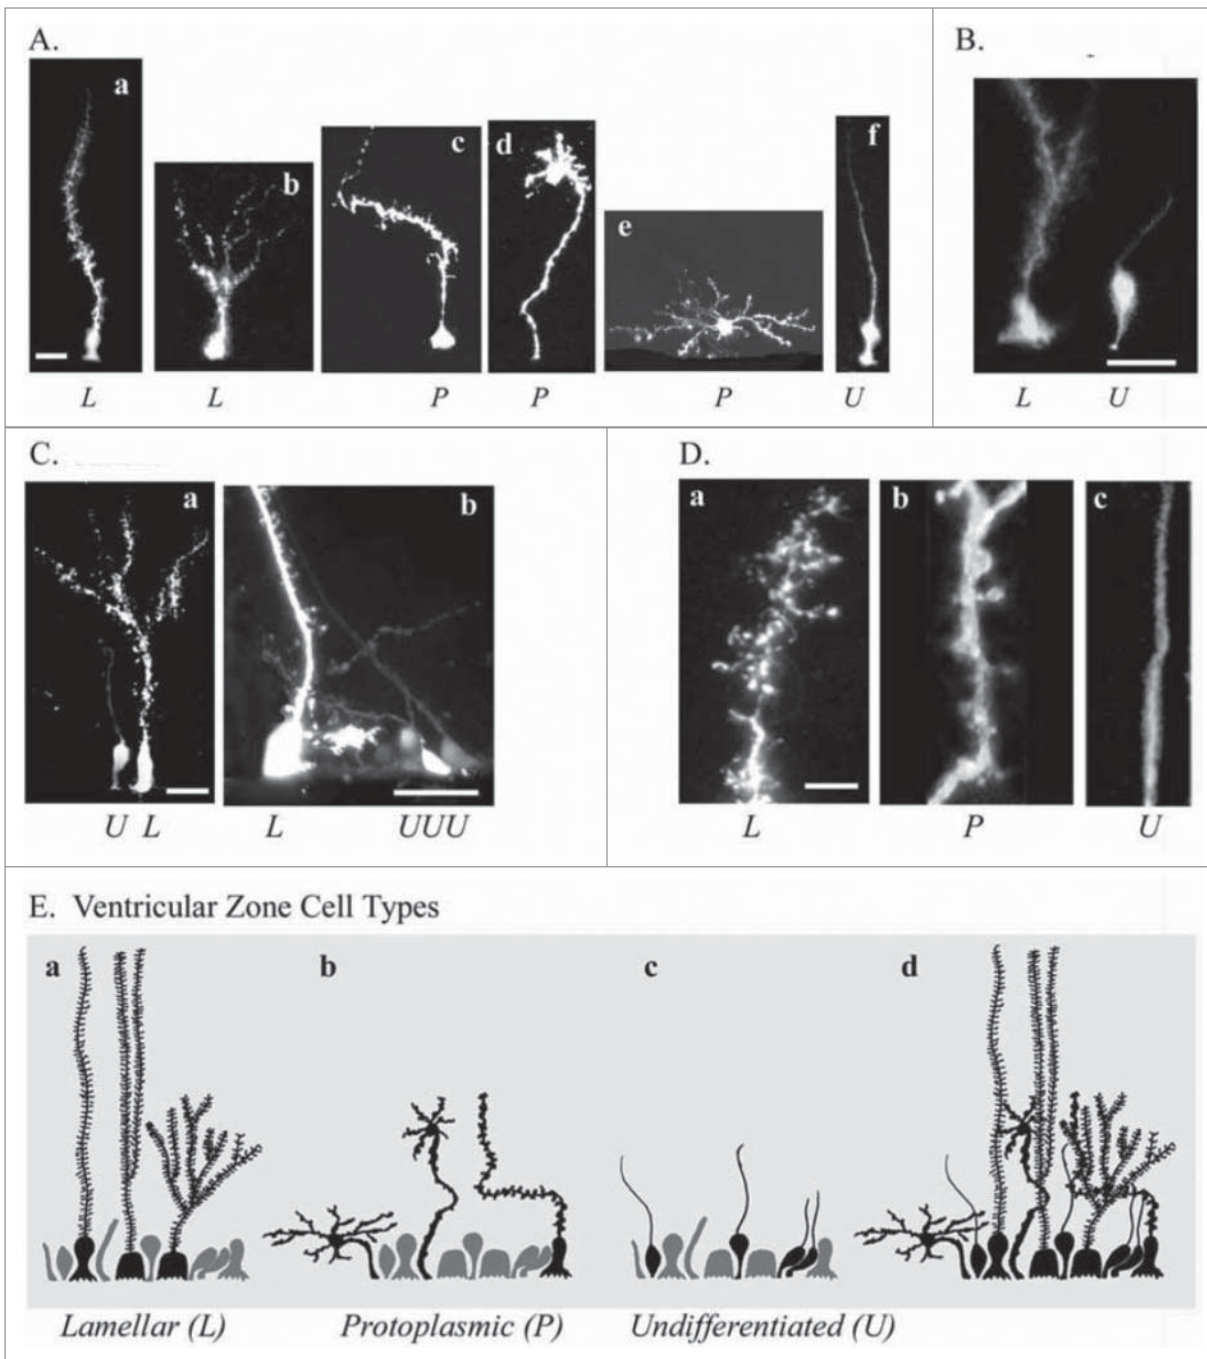 A.
B.
a
b
c
d
e
f
L
L
P
P
P
U
L
U
C.
D.
a
b
a
b
c
U L
L
UUU
L
P
U
E. Ventricular Zone Cell Types
a
b
c
d
Lamellar (L)
Protoplasmic (P)
Undifferentiated (U)